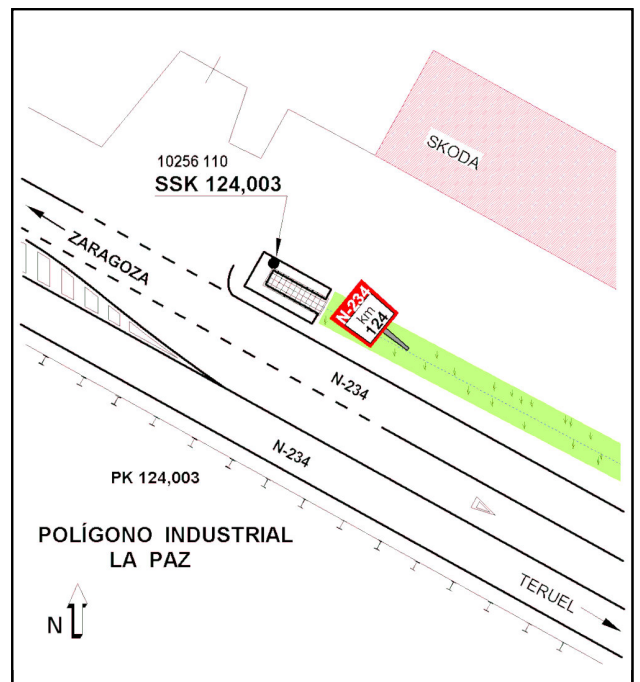 SKODA
10256 110
SSK 124,003
ZARAGOZA
N-234
km
124
N-234
N-234
PK 124,003
POLÍGONO INDUSTRIAL
LA PAZ
TERUEL
N